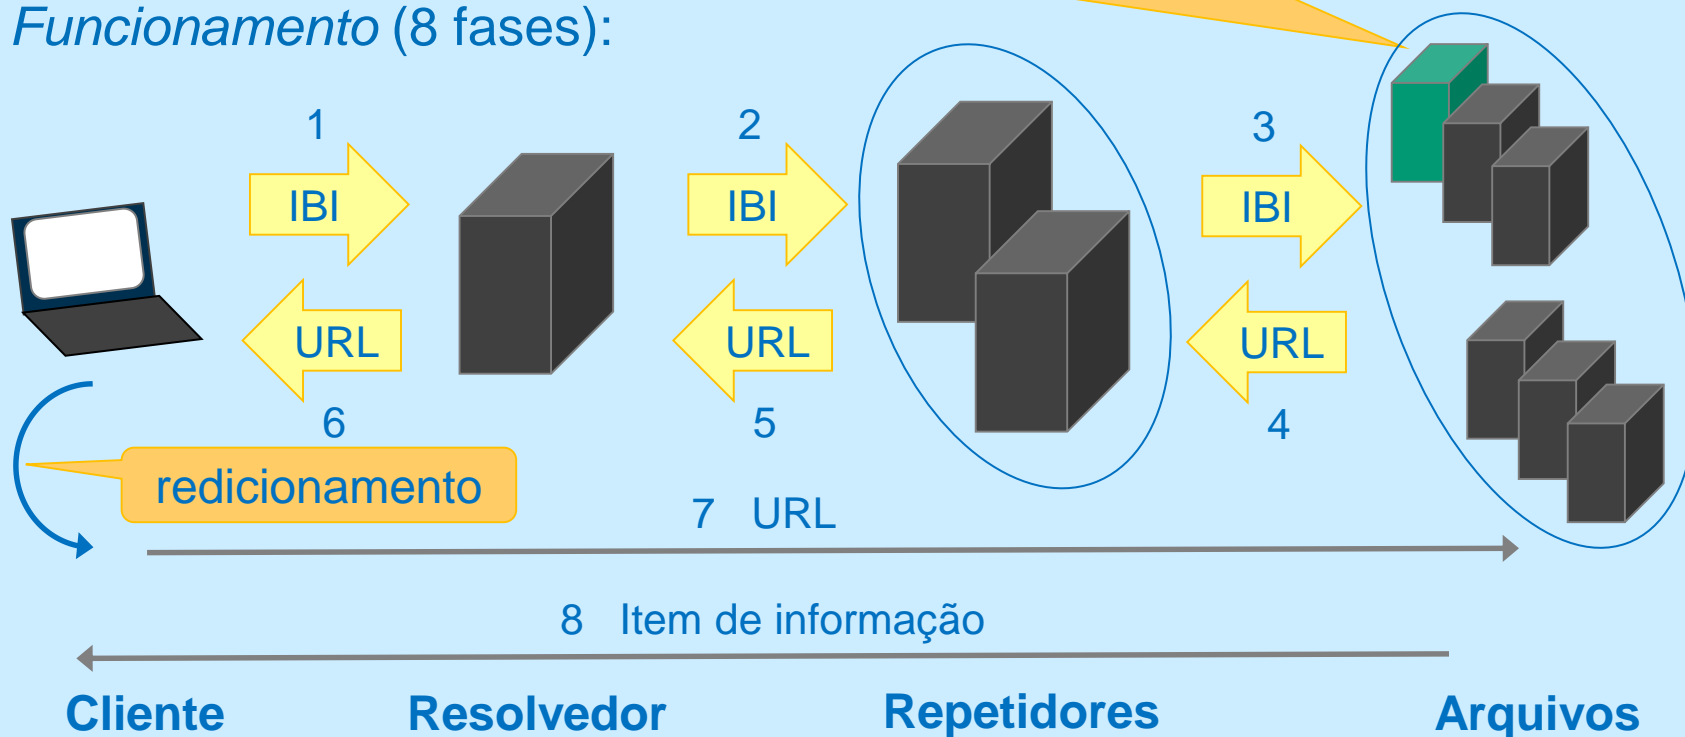 Funcionamento (8 fases):
1
2
3
IBI
IBI
IBI
URL
URL
URL
6
5
4
redicionamento
7 URL
8 Item de informação
Cliente
Resolvedor
Repetidores
Arquivos